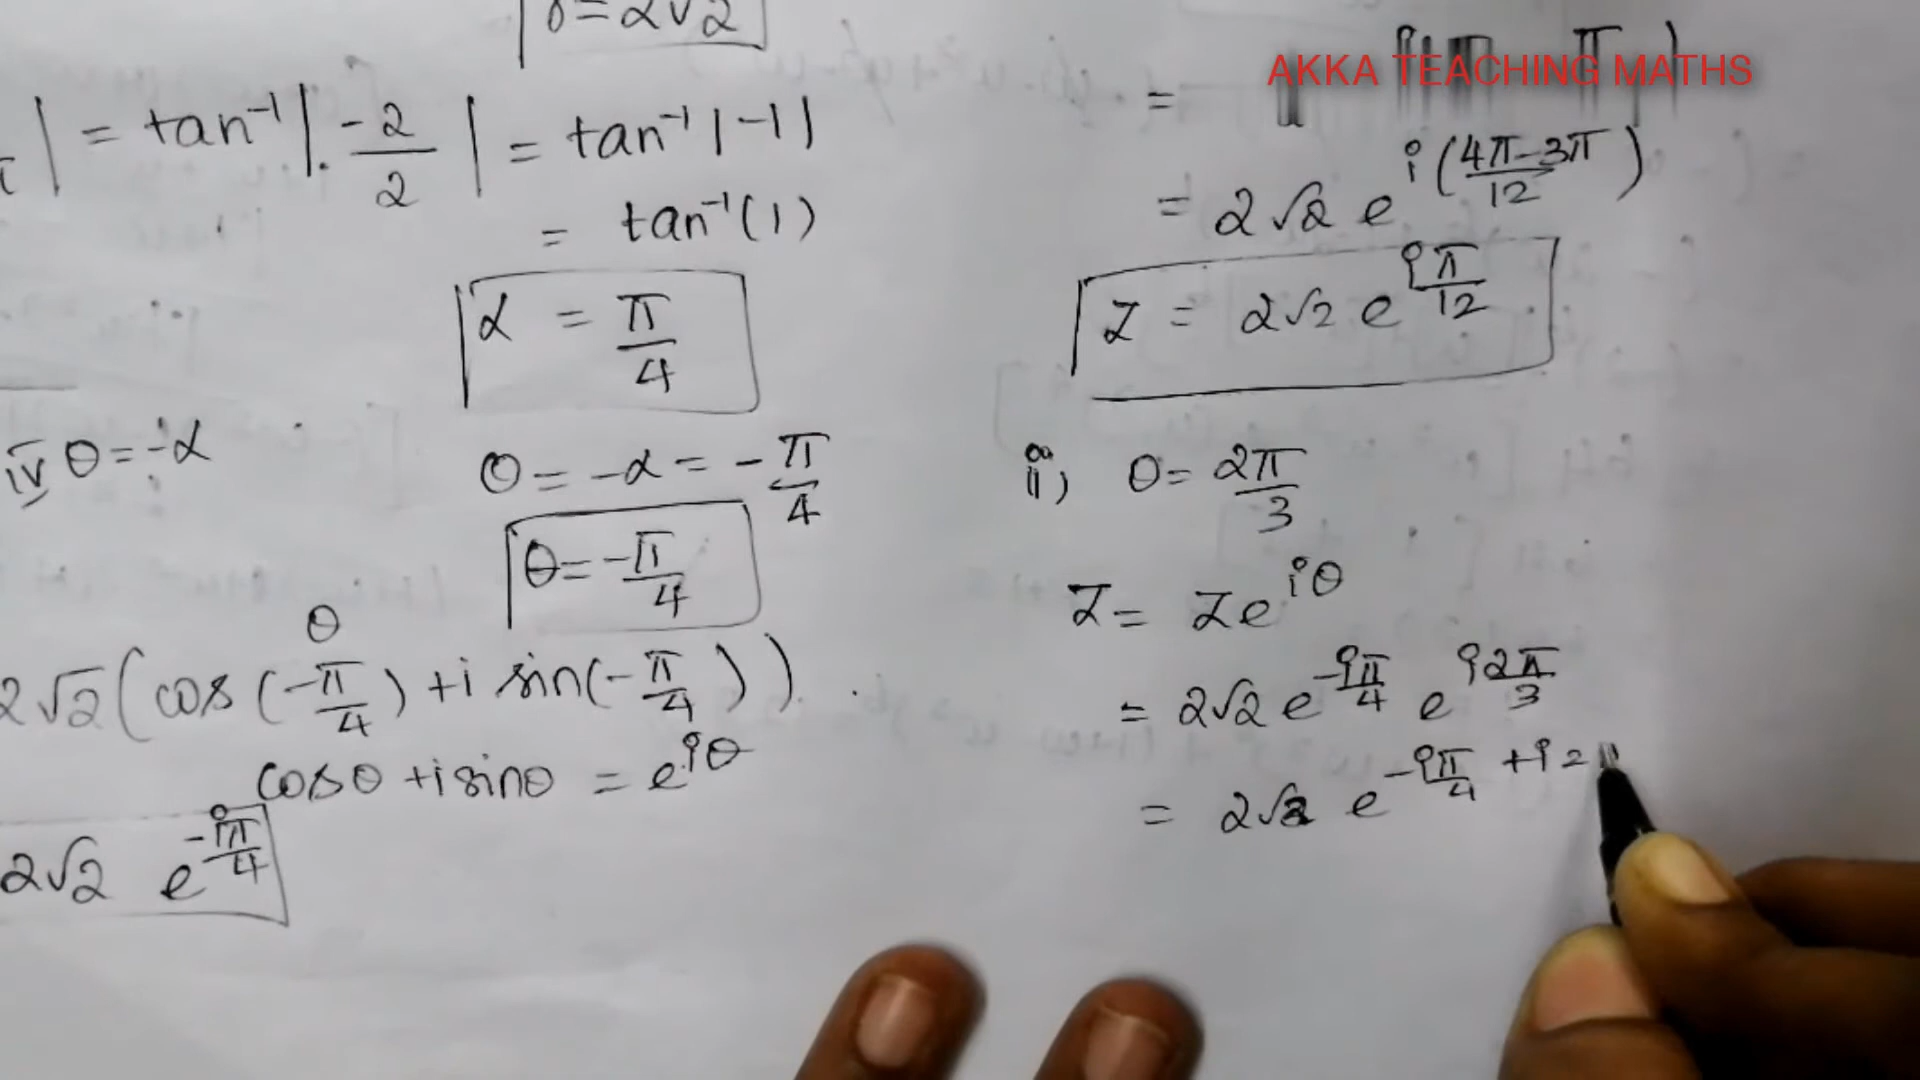 r=2√2
| = tan⁻¹|-2/2| = tan⁻¹|-1|
= tan⁻¹(1)
α = π/4
IV θ=-α
θ=-α=-π/4
θ=-π/4
θ
2√2(cos(-π/4)+i sin(-π/4))
cosθ+isinθ = e^iθ
2√2 e^-iπ/4
AKKA TEACHING MATHS
=
= 2√2 e^i(4π-3π/12)
z = 2√2 e^iπ/12
ii) θ=2π/3
z= ze^iθ
= 2√2 e^-iπ/4 e^i2π/3
= 2√2 e^-iπ/4 +i2